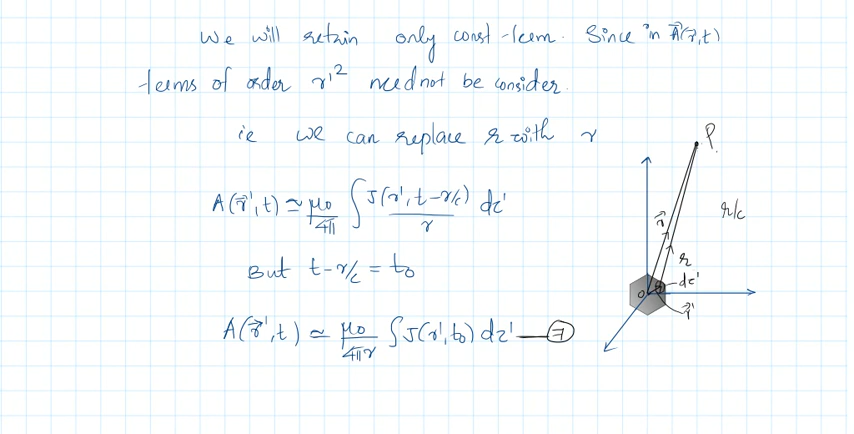 We will retain only const term. Since in A⃗(r⃗,t)
terms of order r'² need not be consider.
ie we can replace 𝓇 with r
A(r⃗',t) ≃ μ₀/4π ∫ J(r', t-r/c)/r dτ'
But t-r/c = t₀
A(r⃗',t) ≃ μ₀/4πr ∫ J(r', t₀) dτ' — 7
P.
𝓇/c
r⃗
𝓇
dτ'
O
r⃗'